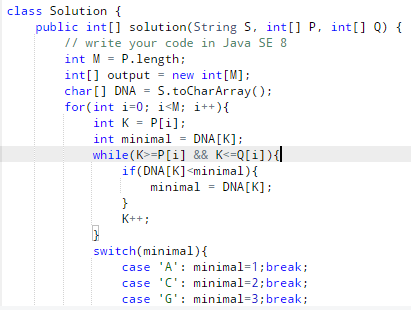 class Solution {
    public int[] solution(String S, int[] P, int[] Q) {
        // write your code in Java SE 8
        int M = P.length;
        int[] output = new int[M];
        char[] DNA = S.toCharArray();
        for(int i=0; i<M; i++){
            int K = P[i];
            int minimal = DNA[K];
            while(K>=P[i] && K<=Q[i]){
                if(DNA[K]<minimal){
                    minimal = DNA[K];
                }
                K++;
            }
            switch(minimal){
                case 'A': minimal=1;break;
                case 'C': minimal=2;break;
                case 'G': minimal=3;break;